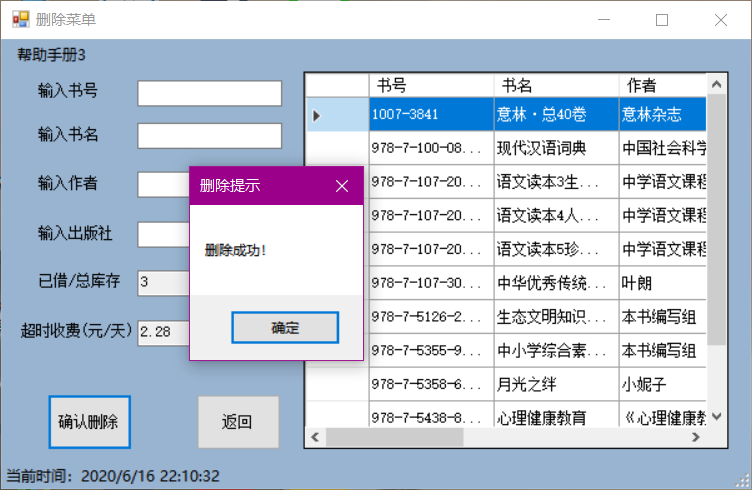 删除菜单
帮助手册3
输入书号
输入书名
输入作者
输入出版社
已借/总库存 3
超时收费(元/天) 2.28
确认删除 返回
书号 书名 作者
1007-3841 意林·总40卷 意林杂志
978-7-100-08... 现代汉语词典 中国社会科学
978-7-107-20... 语文读本3生... 中学语文课程
978-7-107-20... 语文读本4人... 中学语文课程
978-7-107-20... 语文读本5珍... 中学语文课程
978-7-107-30... 中华优秀传统... 叶朗
978-7-5126-2... 生态文明知识... 本书编写组
978-7-5355-9... 中小学综合素... 本书编写组
978-7-5358-6... 月光之绊 小妮子
978-7-5438-8... 心理健康教育 《心理健康教
删除提示
删除成功!
确定
当前时间: 2020/6/16 22:10:32